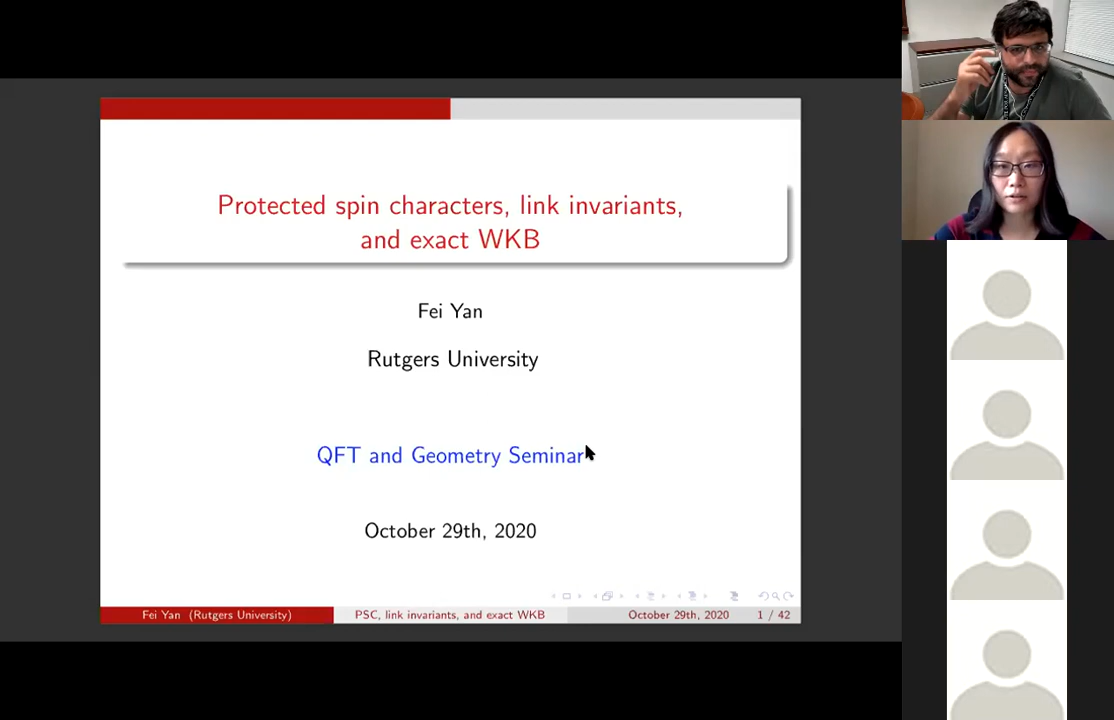 Protected spin characters, link invariants,
and exact WKB
Fei Yan
Rutgers University
QFT and Geometry Seminar
October 29th, 2020
Fei Yan (Rutgers University) PSC, link invariants, and exact WKB October 29th, 2020 1 / 42